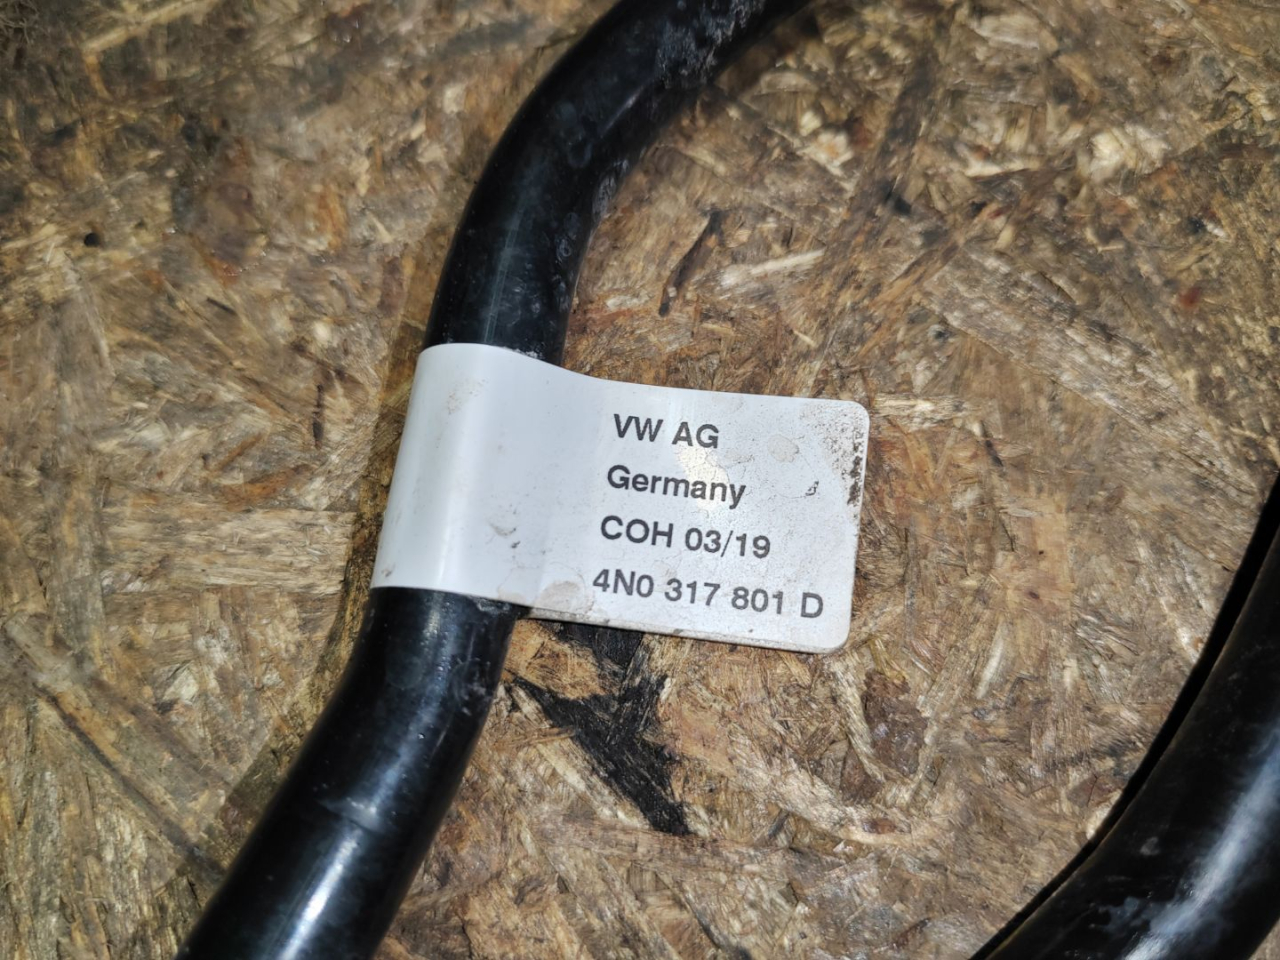 VW AG
Germany
COH 03/19
4N0 317 801 D